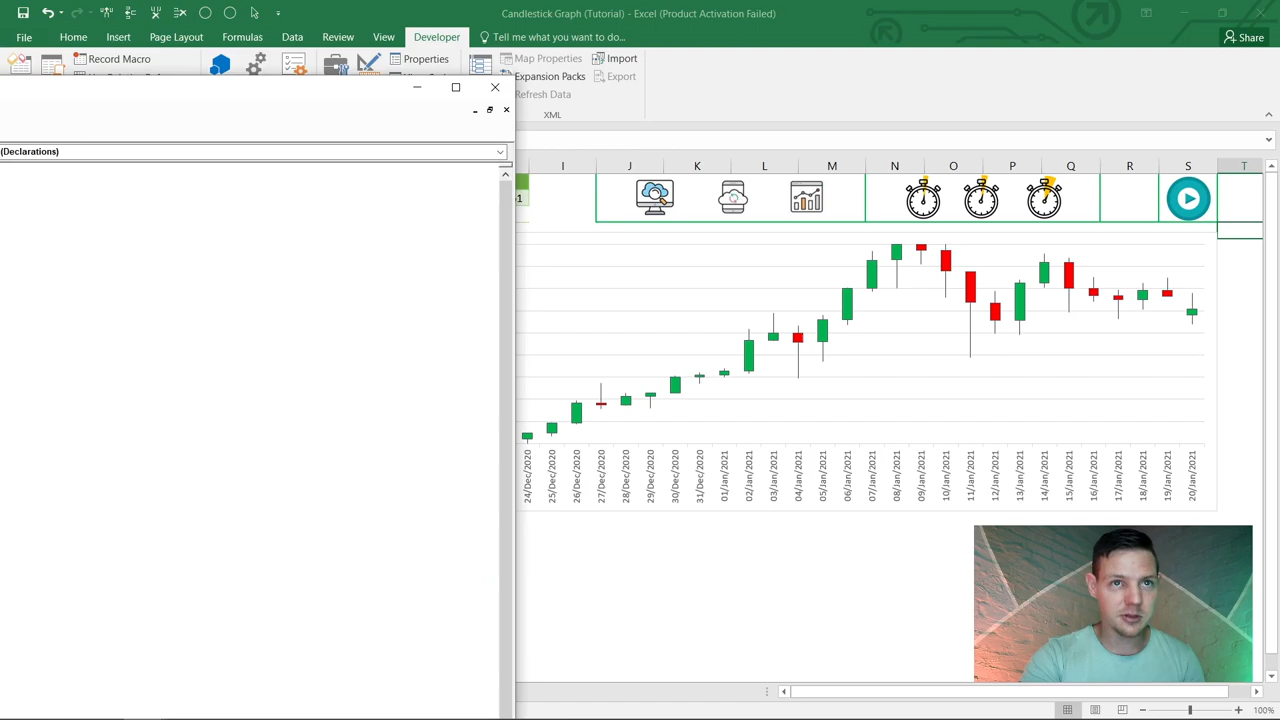 Candlestick Graph (Tutorial) - Excel (Product Activation Failed)
File Home Insert Page Layout Formulas Data Review View Developer Tell me what you want to do... Share
Record Macro Properties Map Properties Import
Expansion Packs Export
Refresh Data
XML
(Declarations)
I J K L M N O P Q R S T
1
24/Dec/2020
25/Dec/2020
26/Dec/2020
27/Dec/2020
28/Dec/2020
29/Dec/2020
30/Dec/2020
31/Dec/2020
01/Jan/2021
02/Jan/2021
03/Jan/2021
04/Jan/2021
05/Jan/2021
06/Jan/2021
07/Jan/2021
08/Jan/2021
09/Jan/2021
10/Jan/2021
11/Jan/2021
12/Jan/2021
13/Jan/2021
14/Jan/2021
15/Jan/2021
16/Jan/2021
17/Jan/2021
18/Jan/2021
19/Jan/2021
20/Jan/2021
100%